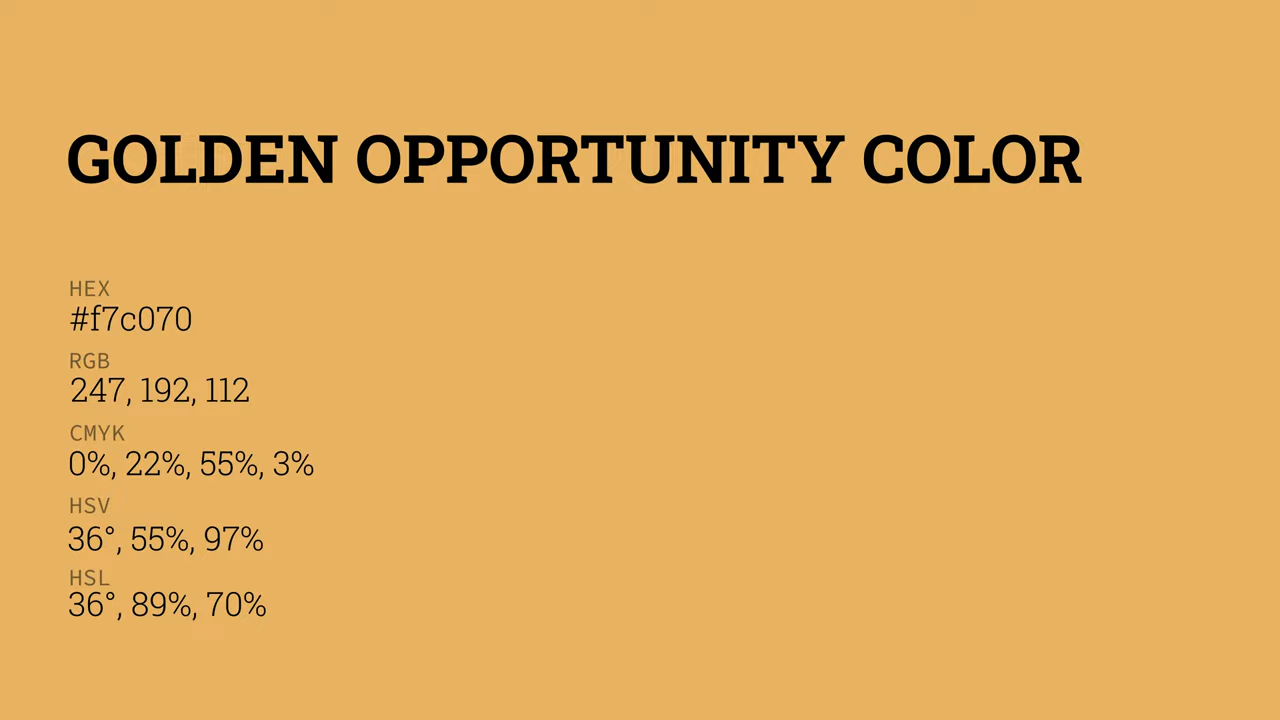 GOLDEN OPPORTUNITY COLOR
HEX
#f7c070
RGB
247, 192, 112
CMYK
0%, 22%, 55%, 3%
HSV
36°, 55%, 97%
HSL
36°, 89%, 70%